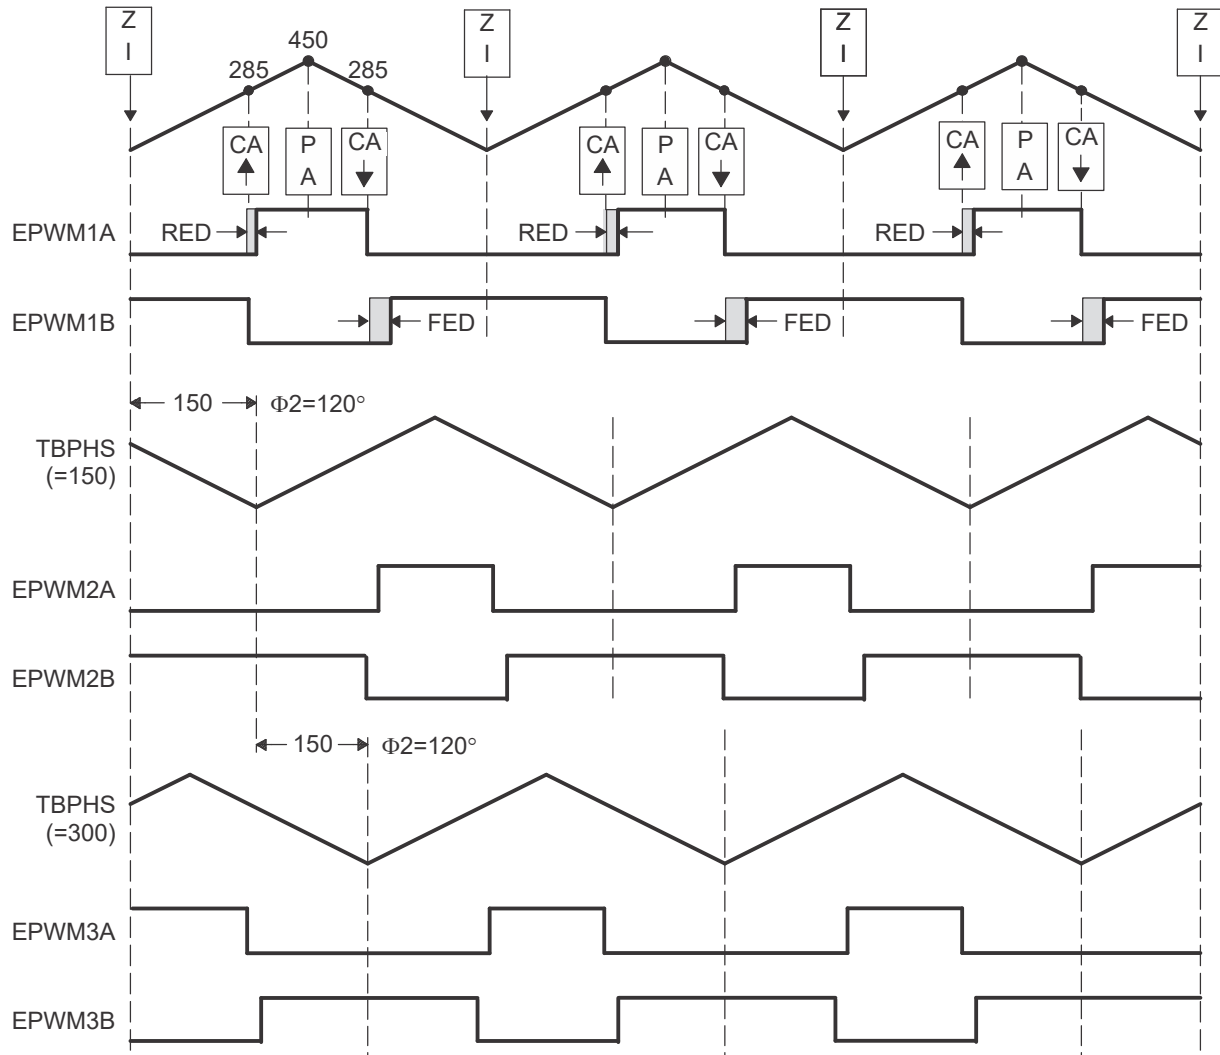 Z
I
Z
I
Z
I
Z
I
450
285
285
CA
P
A
CA
CA
P
A
CA
CA
P
A
CA
EPWM1A
RED
RED
RED
EPWM1B
FED
FED
FED
150
Φ2=120°
TBPHS
(=150)
EPWM2A
EPWM2B
150
Φ2=120°
TBPHS
(=300)
EPWM3A
EPWM3B